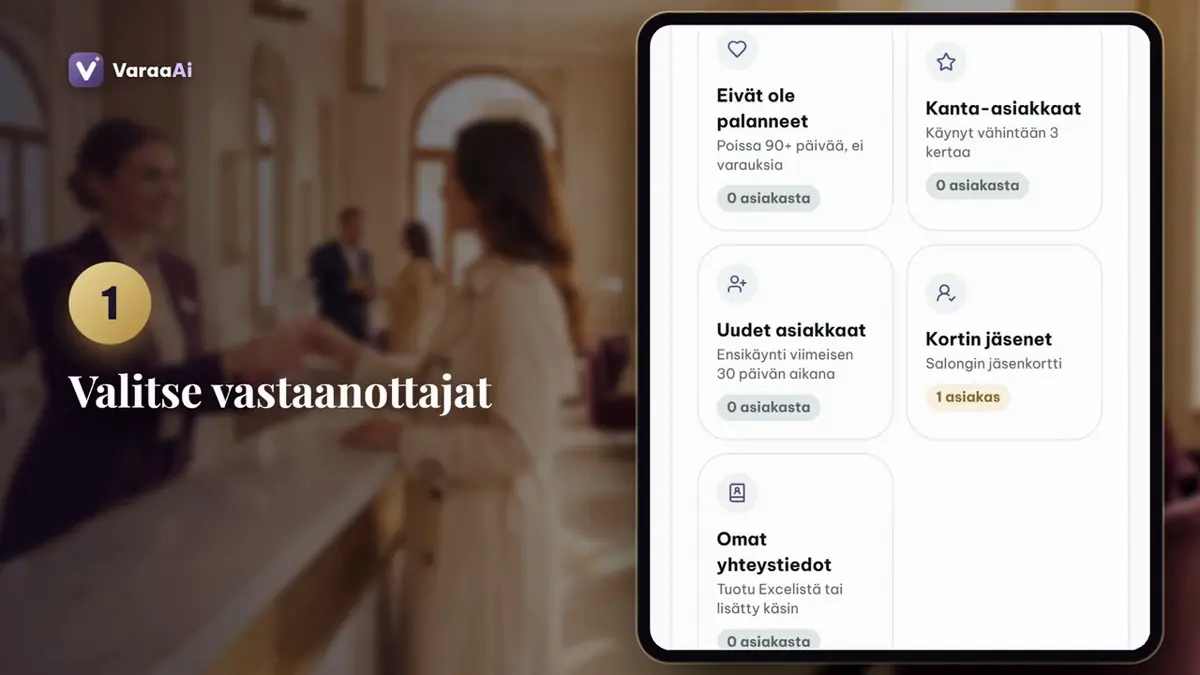 VaraaAi
1
Valitse vastaanottajat
Eivät ole
palanneet
Poissa 90+ päivää, ei
varauksia
0 asiakasta
Kanta-asiakkaat
Käynyt vähintään 3
kertaa
0 asiakasta
Uudet asiakkaat
Ensikäynti viimeisen
30 päivän aikana
0 asiakasta
Kortin jäsenet
Salongin jäsenkortti
1 asiakas
Omat
yhteystiedot
Tuotu Excelistä tai
lisätty käsin
0 asiakasta